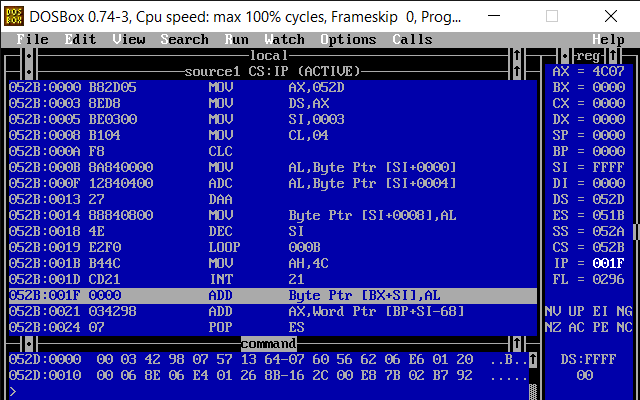 DOSBox 0.74-3, Cpu speed: max 100% cycles, Frameskip 0, Prog...
File Edit View Search Run Watch Options Calls Help
local
source1 CS:IP (ACTIVE)
052B:0000 B82D05 MOV AX,052D
052B:0003 8ED8 MOV DS,AX
052B:0005 BE0300 MOV SI,0003
052B:0008 B104 MOV CL,04
052B:000A F8 CLC
052B:000B 8A840000 MOV AL,Byte Ptr [SI+0000]
052B:000F 12840400 ADC AL,Byte Ptr [SI+0004]
052B:0013 27 DAA
052B:0014 88840800 MOV Byte Ptr [SI+0008],AL
052B:0018 4E DEC SI
052B:0019 E2F0 LOOP 000B
052B:001B B44C MOV AH,4C
052B:001D CD21 INT 21
052B:001F 0000 ADD Byte Ptr [BX+SI],AL
052B:0021 034298 ADD AX,Word Ptr [BP+SI-68]
052B:0024 07 POP ES
command
052D:0000 00 03 42 98 07 57 13 64-07 60 56 62 06 E6 01 20 ..B..
052D:0010 00 06 8E 06 E4 01 26 8B-16 2C 00 E8 7B 02 B7 92 .....
>
reg
AX = 4C07
BX = 0000
CX = 0000
DX = 0000
SP = 0000
BP = 0000
SI = FFFF
DI = 0000
DS = 052D
ES = 051B
SS = 052A
CS = 052B
IP = 001F
FL = 0296
NV UP EI NG
NZ AC PE NC
DS:FFFF
00